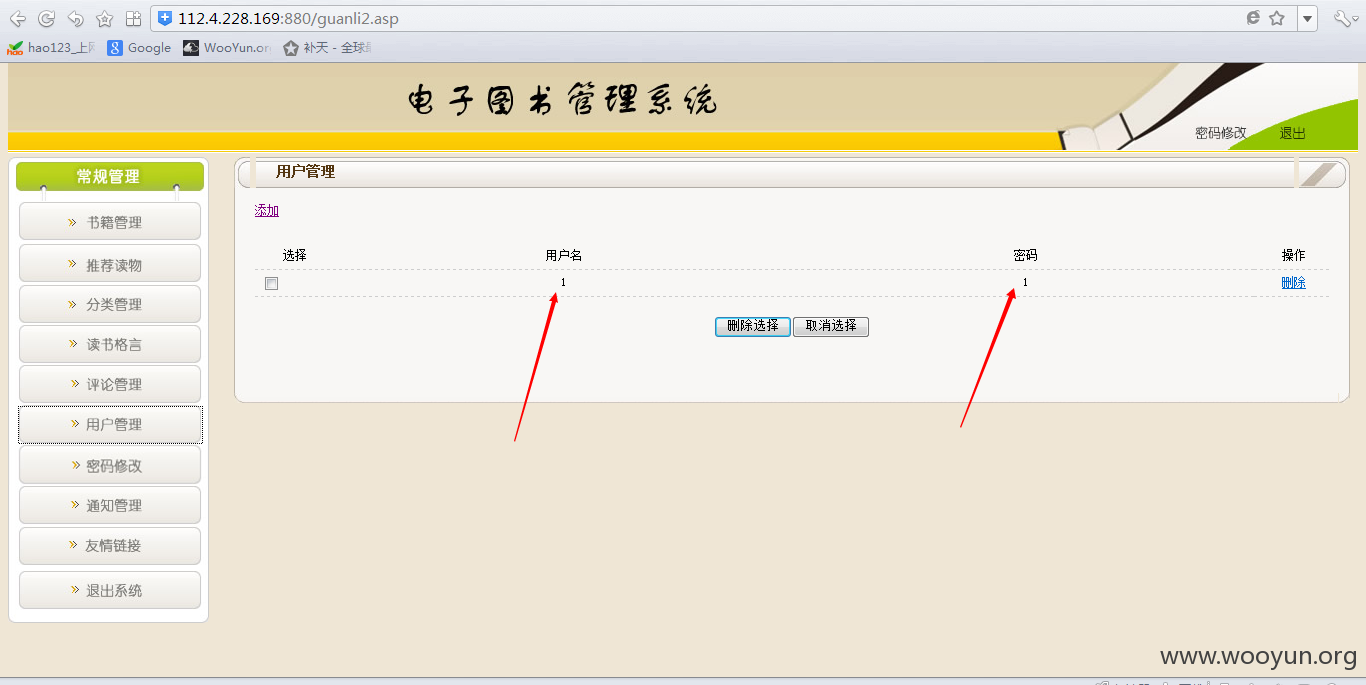 112.4.228.169:880/guanli2.asp
hao123_上网 Google WooYun.or 补天 - 全球最
电子图书管理系统
密码修改 退出
常规管理
书籍管理
推荐读物
分类管理
读书格言
评论管理
用户管理
密码修改
通知管理
友情链接
退出系统
用户管理
添加
选择 用户名 密码 操作
1 1 删除
删除选择 取消选择
www.wooyun.org